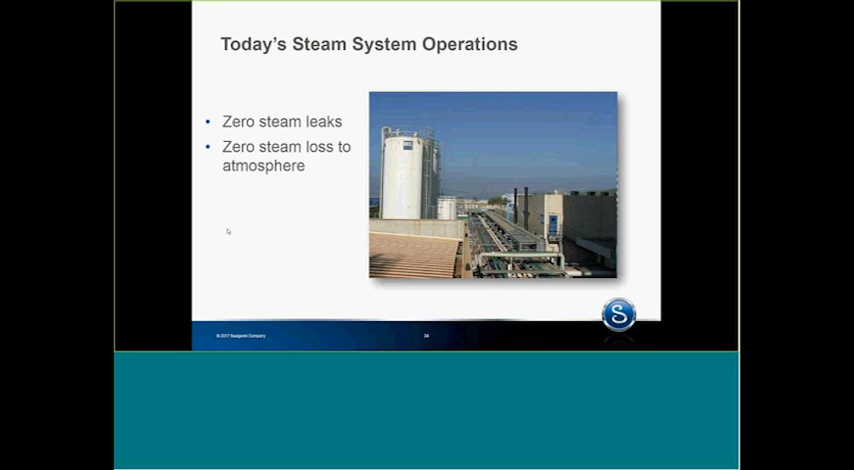 Today's Steam System Operations
• Zero steam leaks
• Zero steam loss to
atmosphere
S
© 2017 Swagelok Company
34